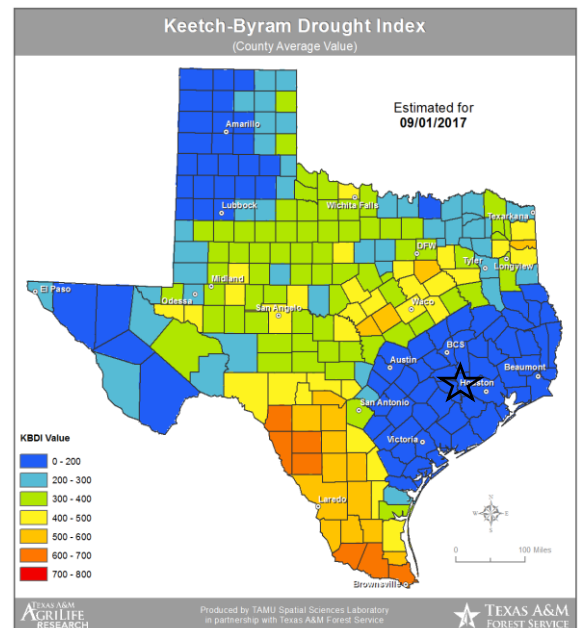 Keetch-Byram Drought Index
(County Average Value)
Estimated for
09/01/2017
Amarillo
Lubbock
Wichita Falls
Texarkana
DFW
Tyler
Longview
El Paso
Midland
Odessa
San Angelo
Waco
Austin
BCS
Beaumont
Houston
San Antonio
Victoria
Laredo
Brownsville
KBDI Value
0 - 200
200 - 300
300 - 400
400 - 500
500 - 600
600 - 700
700 - 800
N
W E
S
0 100 Miles
TEXAS A&M
AGRILIFE
RESEARCH
Produced by TAMU Spatial Sciences Laboratory
in partnership with Texas A&M Forest Service
TEXAS A&M
FOREST SERVICE